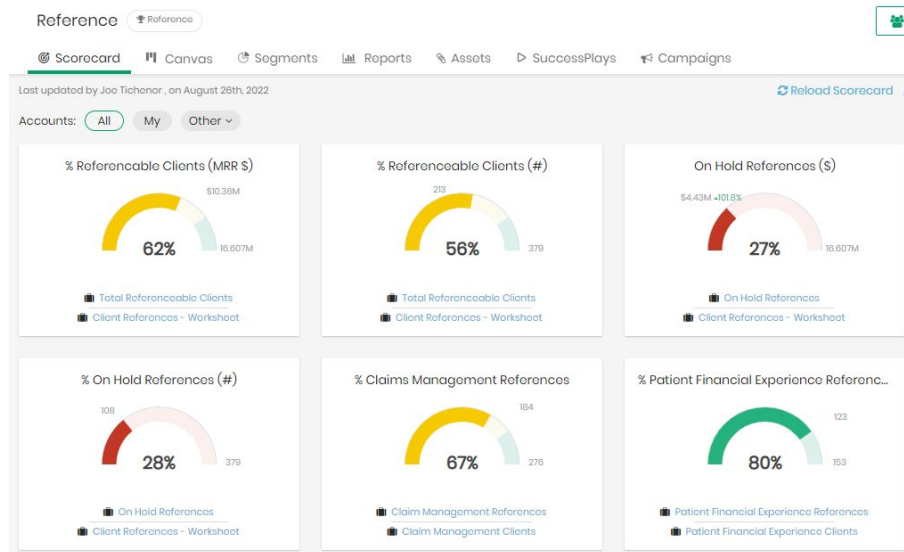 Reference
Reference
Scorecard Canvas Segments Reports Assets SuccessPlays Campaigns
Last updated by Joe Tichenor , on August 26th, 2022
Reload Scorecard
Accounts: All My Other
% Referencable Clients (MRR $)
$10.36M
62%
16.607M
Total Referenceable Clients
Client References - Worksheet
% Referenceable Clients (#)
213
56%
379
Total Referenceable Clients
Client References - Worksheet
On Hold References ($)
$4.43M 101.8%
27%
16.607M
On Hold References
Client References - Worksheet
% On Hold References (#)
108
28%
379
On Hold References
Client References - Worksheet
% Claims Management References
184
67%
276
Claim Management References
Claim Management Clients
% Patient Financial Experience Referenc...
123
80%
153
Patient Financial Experience References
Patient Financial Experience Clients